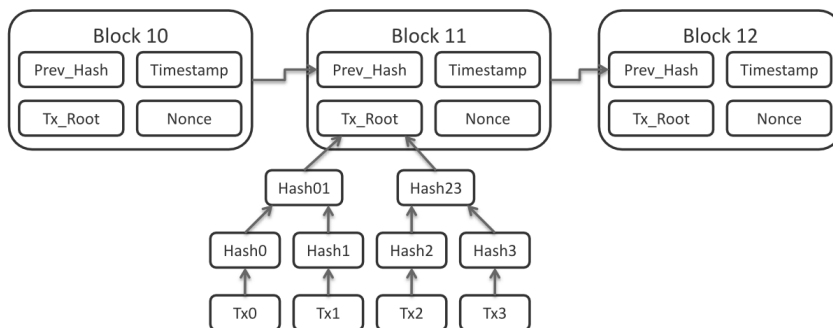 Block 10 Block 11 Block 12
Prev_Hash Timestamp Prev_Hash Timestamp Prev_Hash Timestamp
Tx_Root Nonce Tx_Root Nonce Tx_Root Nonce
Hash01 Hash23
Hash0 Hash1 Hash2 Hash3
Tx0 Tx1 Tx2 Tx3